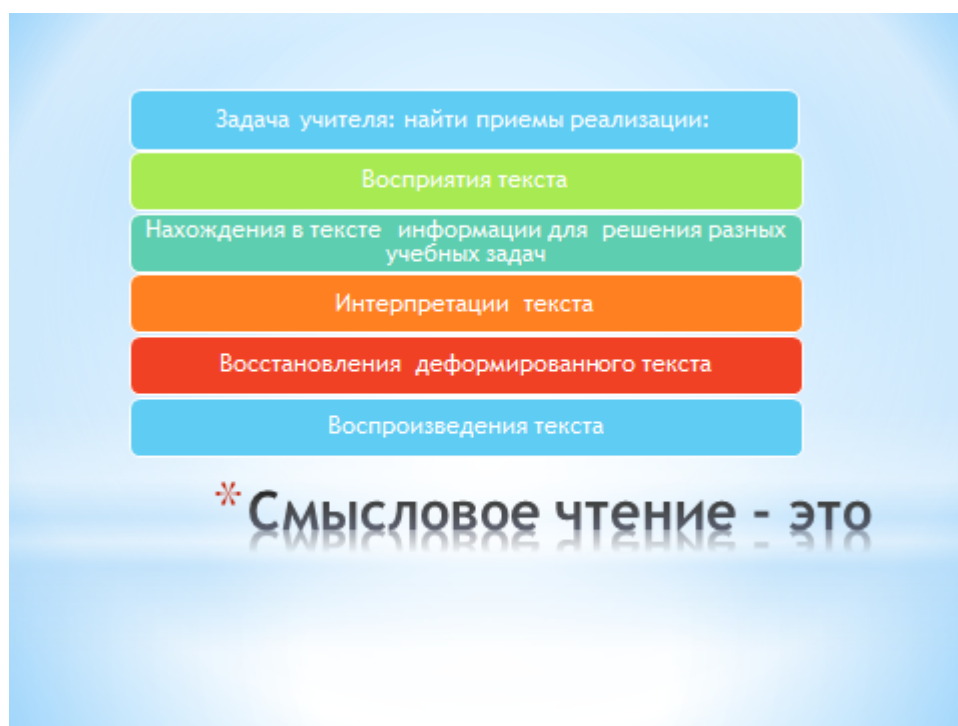 Задача учителя: найти приемы реализации:
Восприятия текста
Нахождения в тексте информации для решения разных
учебных задач
Интерпретации текста
Восстановления деформированного текста
Воспроизведения текста
* Смысловое чтение - это